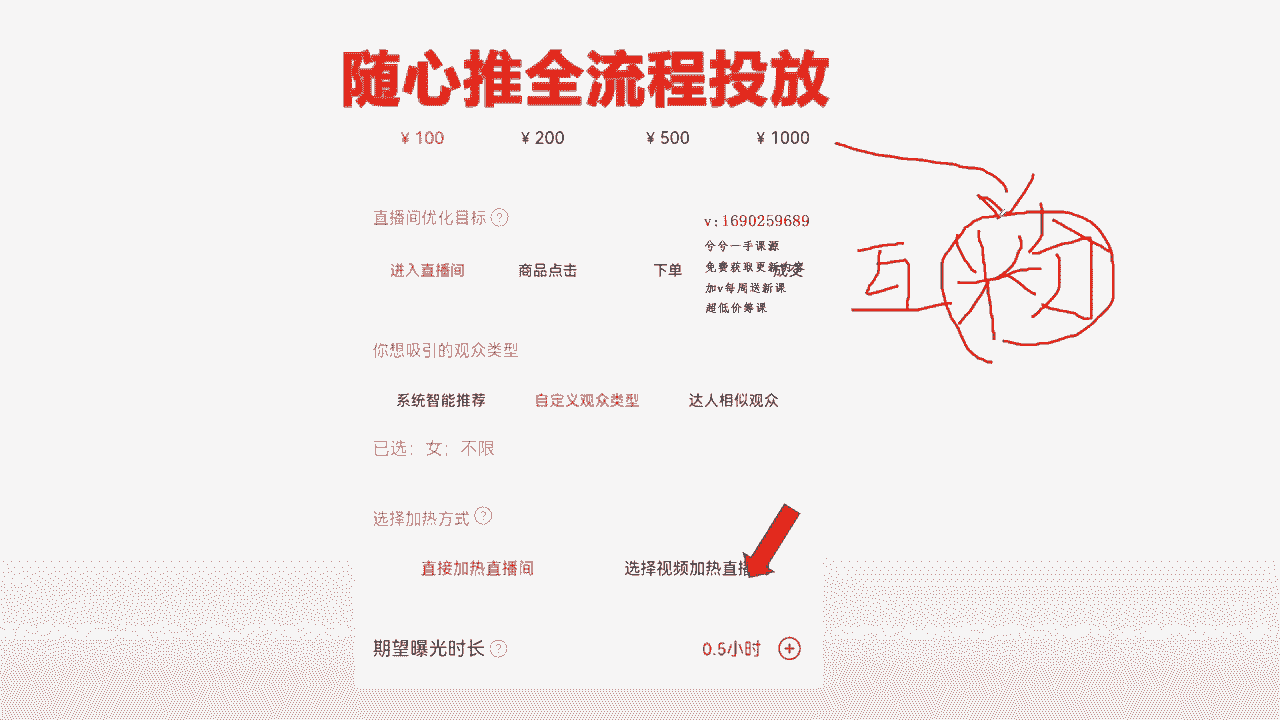 随心推全流程投放
¥ 100 ¥ 200 ¥ 500 ¥ 1000
直播间优化目标 ?
v:1690259689
兮兮一手课源
进入直播间 商品点击 下单 成交
免费获取更新内容
加v每周送新课
超低价筹课
互粉
你想吸引的观众类型
系统智能推荐 自定义观众类型 达人相似观众
已选：女；不限
选择加热方式 ?
直接加热直播间 选择视频加热直播
期望曝光时长 ? 0.5小时 +